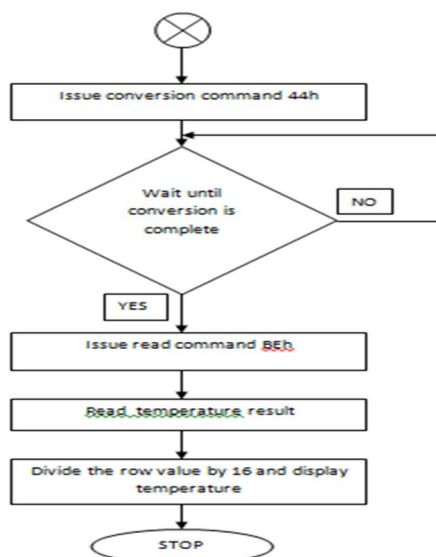 Issue conversion command 44h
Wait until
conversion is
complete
NO
YES
Issue read command BEh
Read temperature result
Divide the row value by 16 and display
temperature
STOP